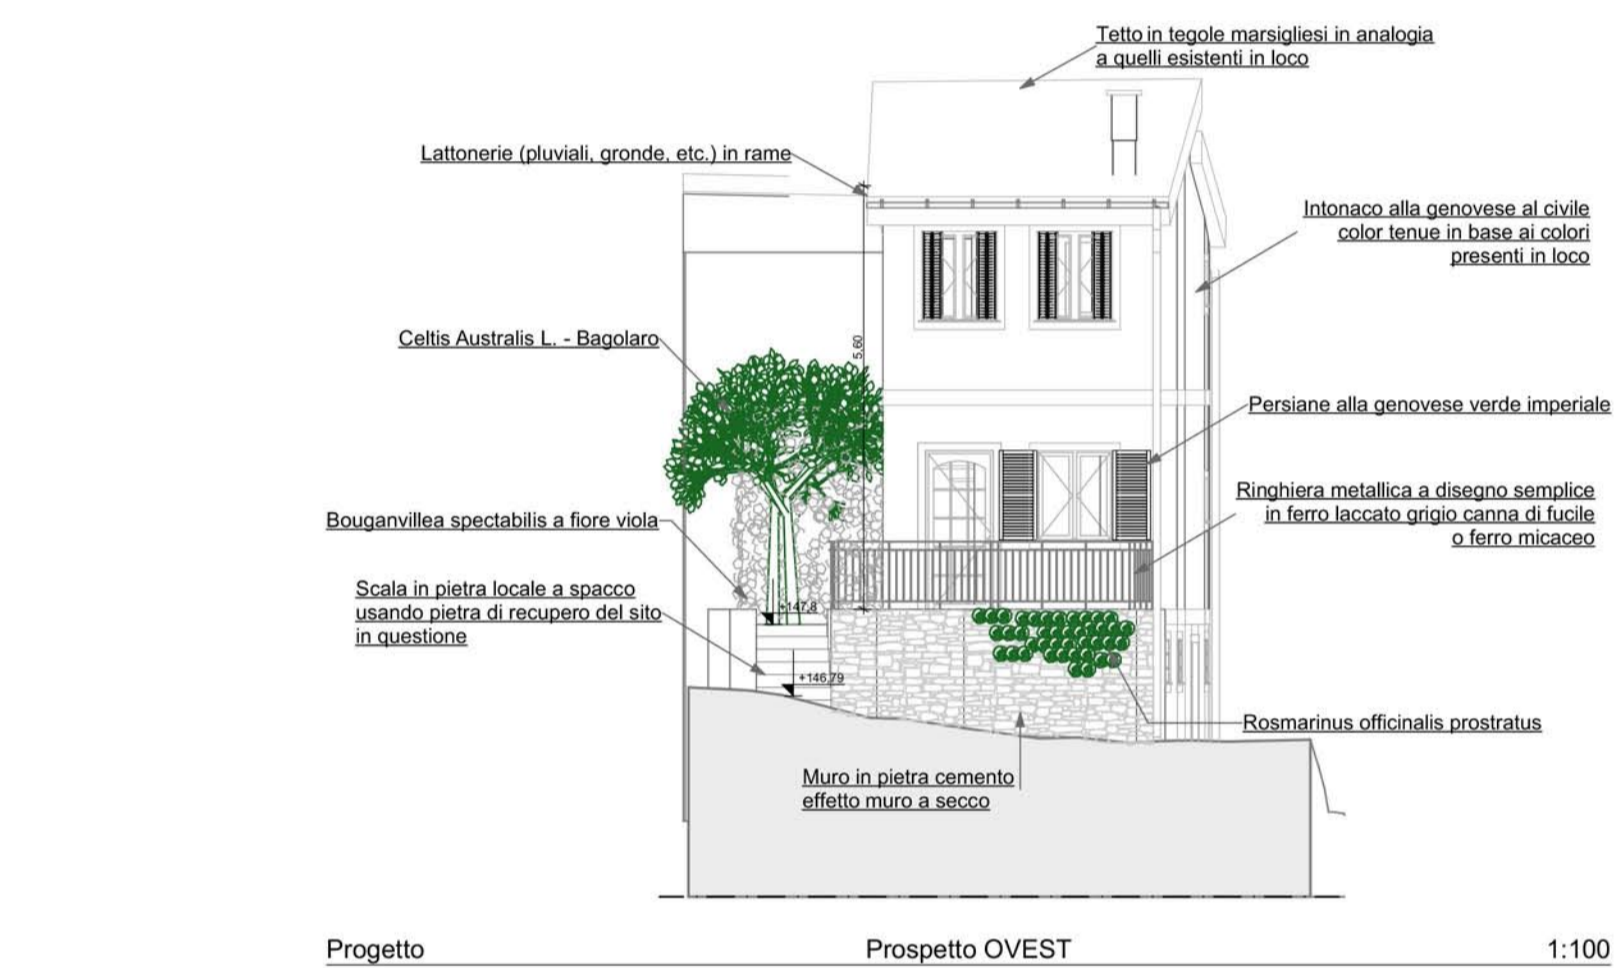 Tetto in tegole marsigliesi in analogia
a quelli esistenti in loco
Lattonerie (pluviali, gronde, etc.) in rame
Intonaco alla genovese al civile
color tenue in base ai colori
presenti in loco
Celtis Australis L. - Bagolaro
5.60
Persiane alla genovese verde imperiale
Ringhiera metallica a disegno semplice
in ferro laccato grigio canna di fucile
o ferro micaceo
Bouganvillea spectabilis a fiore viola
Scala in pietra locale a spacco
usando pietra di recupero del sito
in questione
+147,8
+146,79
Rosmarinus officinalis prostratus
Muro in pietra cemento
effetto muro a secco
Progetto
Prospetto OVEST
1:100